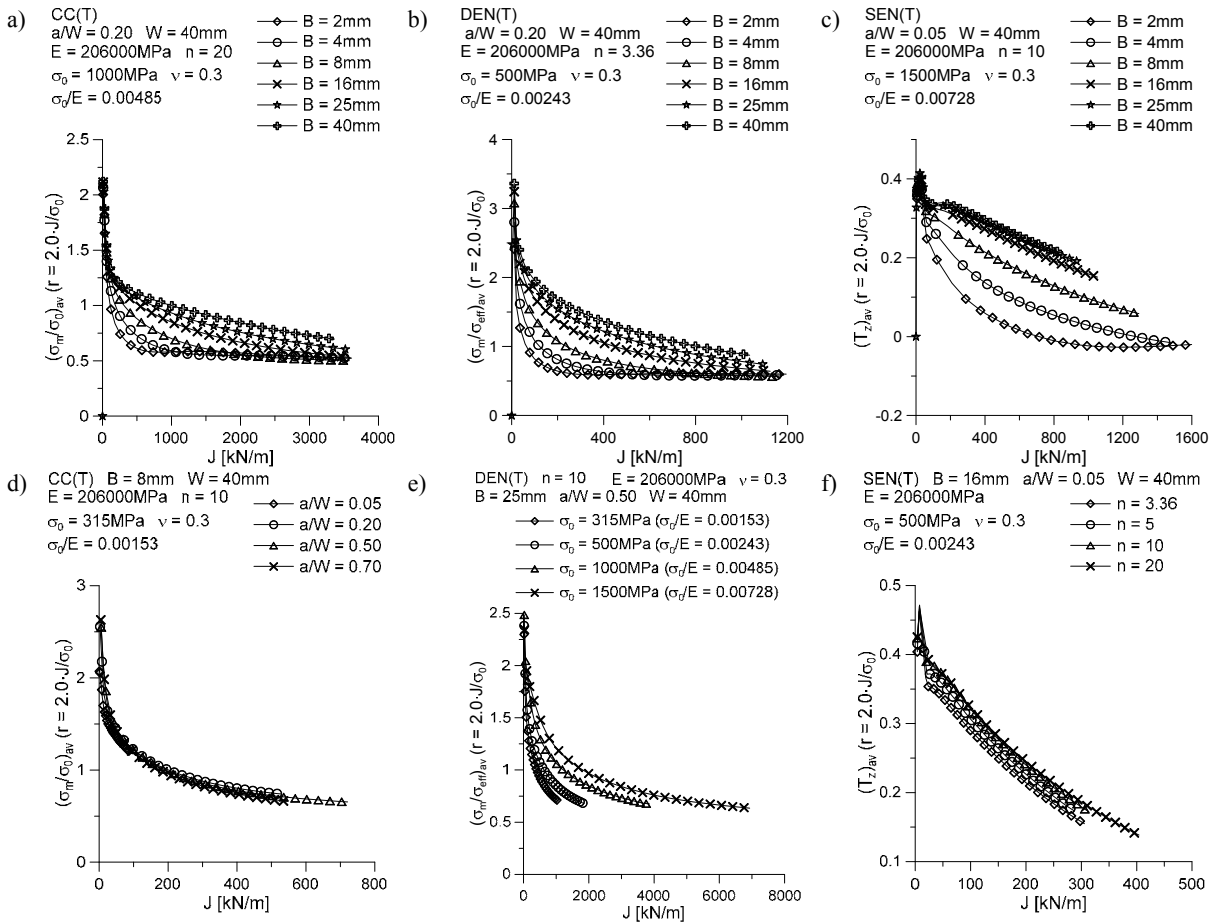 a)
CC(T)
a/W = 0.20 W = 40mm
E = 206000MPa n = 20
σ₀ = 1000MPa ν = 0.3
σ₀/E = 0.00485
B = 2mm
B = 4mm
B = 8mm
B = 16mm
B = 25mm
B = 40mm
(σₘ/σ₀)ₐᵥ (r = 2.0·J/σ₀)
2.5
2
1.5
1
0.5
0
0 1000 2000 3000 4000
J [kN/m]
b)
DEN(T)
a/W = 0.20 W = 40mm
E = 206000MPa n = 3.36
σ₀ = 500MPa ν = 0.3
σ₀/E = 0.00243
B = 2mm
B = 4mm
B = 8mm
B = 16mm
B = 25mm
B = 40mm
(σₘ/σ_eff)ₐᵥ (r = 2.0·J/σ₀)
4
3
2
1
0
0 400 800 1200
J [kN/m]
c)
SEN(T)
a/W = 0.05 W = 40mm
E = 206000MPa n = 10
σ₀ = 1500MPa ν = 0.3
σ₀/E = 0.00728
B = 2mm
B = 4mm
B = 8mm
B = 16mm
B = 25mm
B = 40mm
(T_z)ₐᵥ (r = 2.0·J/σ₀)
0.4
0.2
0
-0.2
0 400 800 1200 1600
J [kN/m]
d)
CC(T) B = 8mm W = 40mm
E = 206000MPa n = 10
σ₀ = 315MPa ν = 0.3
σ₀/E = 0.00153
a/W = 0.05
a/W = 0.20
a/W = 0.50
a/W = 0.70
(σₘ/σ₀)ₐᵥ (r = 2.0·J/σ₀)
3
2
1
0
0 200 400 600 800
J [kN/m]
e)
DEN(T) n = 10 E = 206000MPa ν = 0.3
B = 25mm a/W = 0.50 W = 40mm
σ₀ = 315MPa (σ₀/E = 0.00153)
σ₀ = 500MPa (σ₀/E = 0.00243)
σ₀ = 1000MPa (σ₀/E = 0.00485)
σ₀ = 1500MPa (σ₀/E = 0.00728)
(σₘ/σ_eff)ₐᵥ (r = 2.0·J/σ₀)
2.5
2
1.5
1
0.5
0
0 2000 4000 6000 8000
J [kN/m]
f)
SEN(T) B = 16mm a/W = 0.05
E = 206000MPa W = 40mm
σ₀ = 500MPa ν = 0.3
σ₀/E = 0.00243
n = 3.36
n = 5
n = 10
n = 20
(T_z)ₐᵥ (r = 2.0·J/σ₀)
0.5
0.4
0.3
0.2
0.1
0 100 200 300 400 500
J [kN/m]